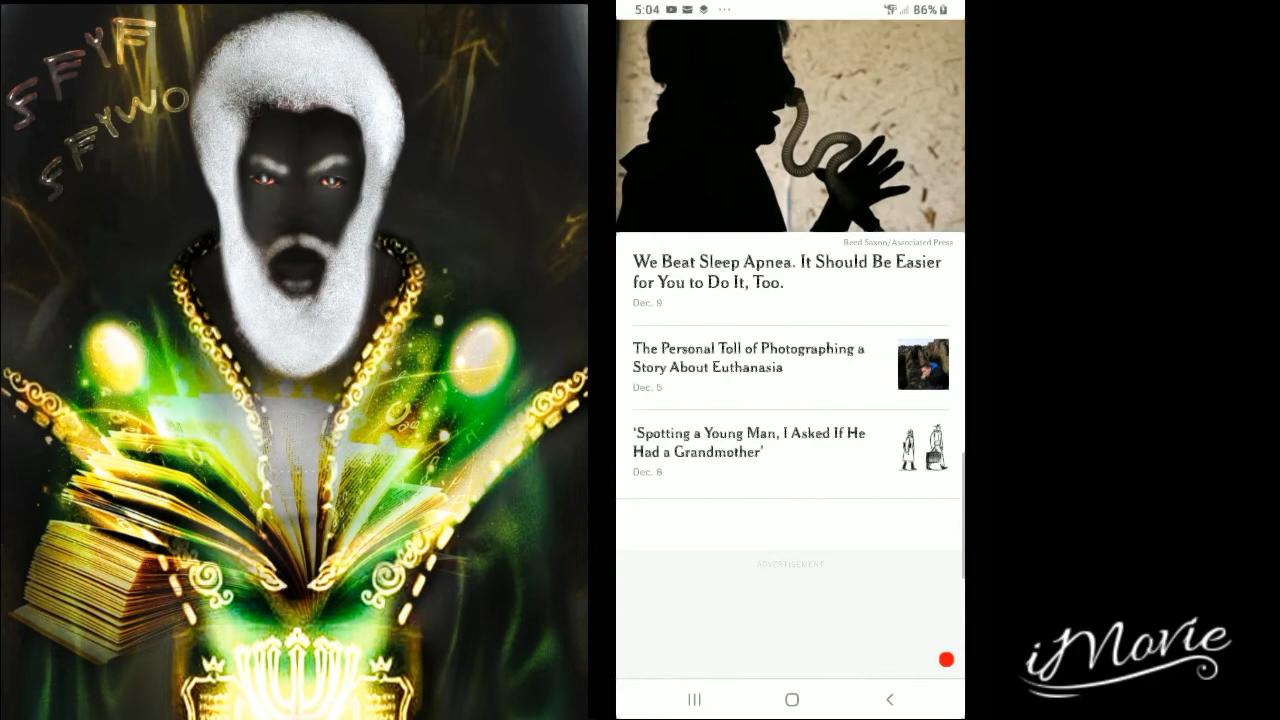 SFYF
SFYWO
5:04
86%
Reed Saxon/Associated Press
We Beat Sleep Apnea. It Should Be Easier
for You to Do It, Too.
Dec. 9
The Personal Toll of Photographing a
Story About Euthanasia
Dec. 5
‘Spotting a Young Man, I Asked If He
Had a Grandmother’
Dec. 8
ADVERTISEMENT
iMovie